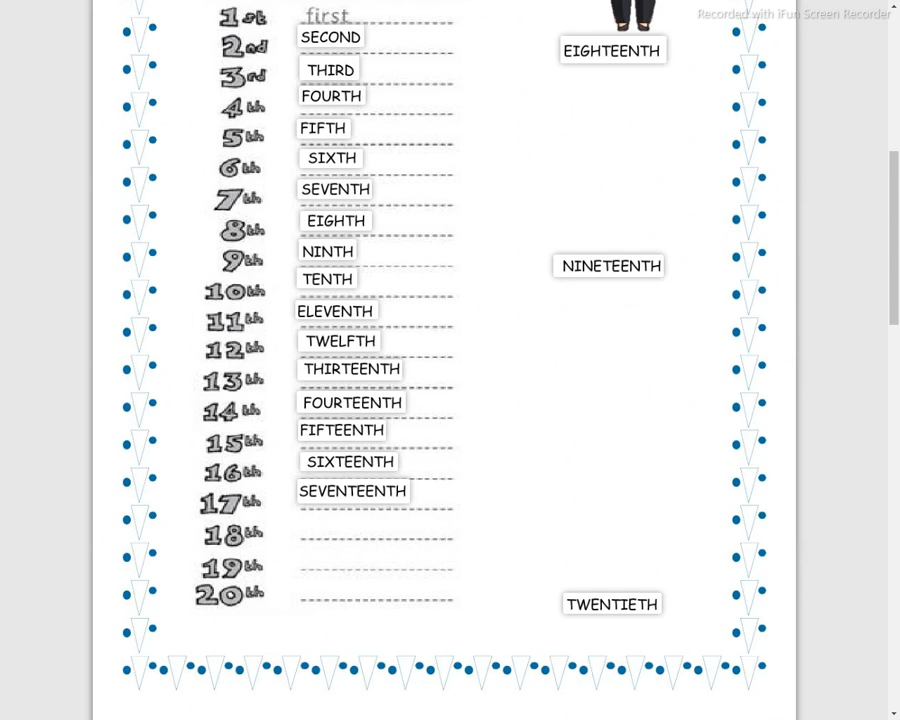 Recorded with iFun Screen Recorder
1st first
2nd SECOND
EIGHTEENTH
3rd THIRD
4th FOURTH
5th FIFTH
6th SIXTH
7th SEVENTH
8th EIGHTH
9th NINTH
NINETEENTH
10th TENTH
11th ELEVENTH
12th TWELFTH
13th THIRTEENTH
14th FOURTEENTH
15th FIFTEENTH
16th SIXTEENTH
17th SEVENTEENTH
18th
19th
20th
TWENTIETH